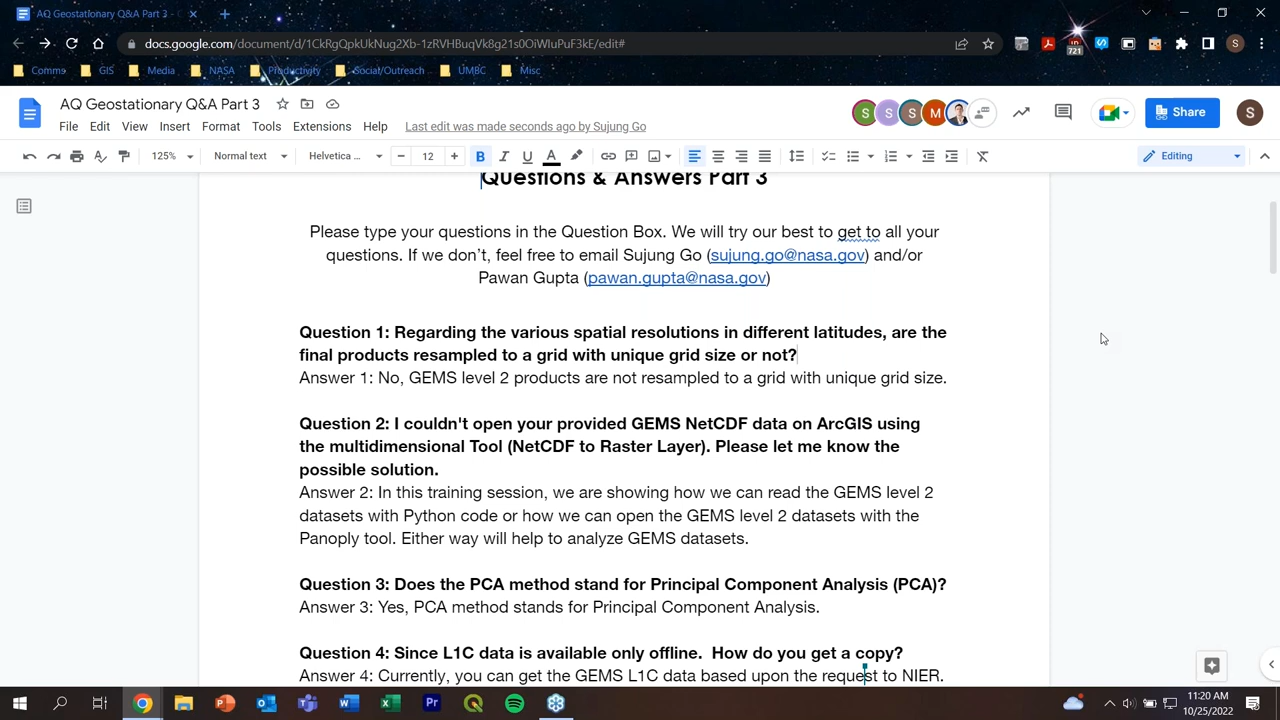 AQ Geostationary Q&A Part 3 -
docs.google.com/document/d/1CkRgQpkUkNug2Xb-1zRVHBuqVk8g21s0OiWIuPuF3kE/edit#
721
S
Comms GIS Media NASA Productivity Social/Outreach UMBC Misc
AQ Geostationary Q&A Part 3
S S S M
Share
S
File Edit View Insert Format Tools Extensions Help Last edit was made seconds ago by Sujung Go
125% Normal text Helvetica ... 12 B I U A Editing
Questions & Answers Part 3
Please type your questions in the Question Box. We will try our best to get to all your
questions. If we don't, feel free to email Sujung Go (sujung.go@nasa.gov) and/or
Pawan Gupta (pawan.gupta@nasa.gov)
Question 1: Regarding the various spatial resolutions in different latitudes, are the
final products resampled to a grid with unique grid size or not?
Answer 1: No, GEMS level 2 products are not resampled to a grid with unique grid size.
Question 2: I couldn't open your provided GEMS NetCDF data on ArcGIS using
the multidimensional Tool (NetCDF to Raster Layer). Please let me know the
possible solution.
Answer 2: In this training session, we are showing how we can read the GEMS level 2
datasets with Python code or how we can open the GEMS level 2 datasets with the
Panoply tool. Either way will help to analyze GEMS datasets.
Question 3: Does the PCA method stand for Principal Component Analysis (PCA)?
Answer 3: Yes, PCA method stands for Principal Component Analysis.
Question 4: Since L1C data is available only offline.  How do you get a copy?
Answer 4: Currently, you can get the GEMS L1C data based upon the request to NIER.
11:20 AM
10/25/2022